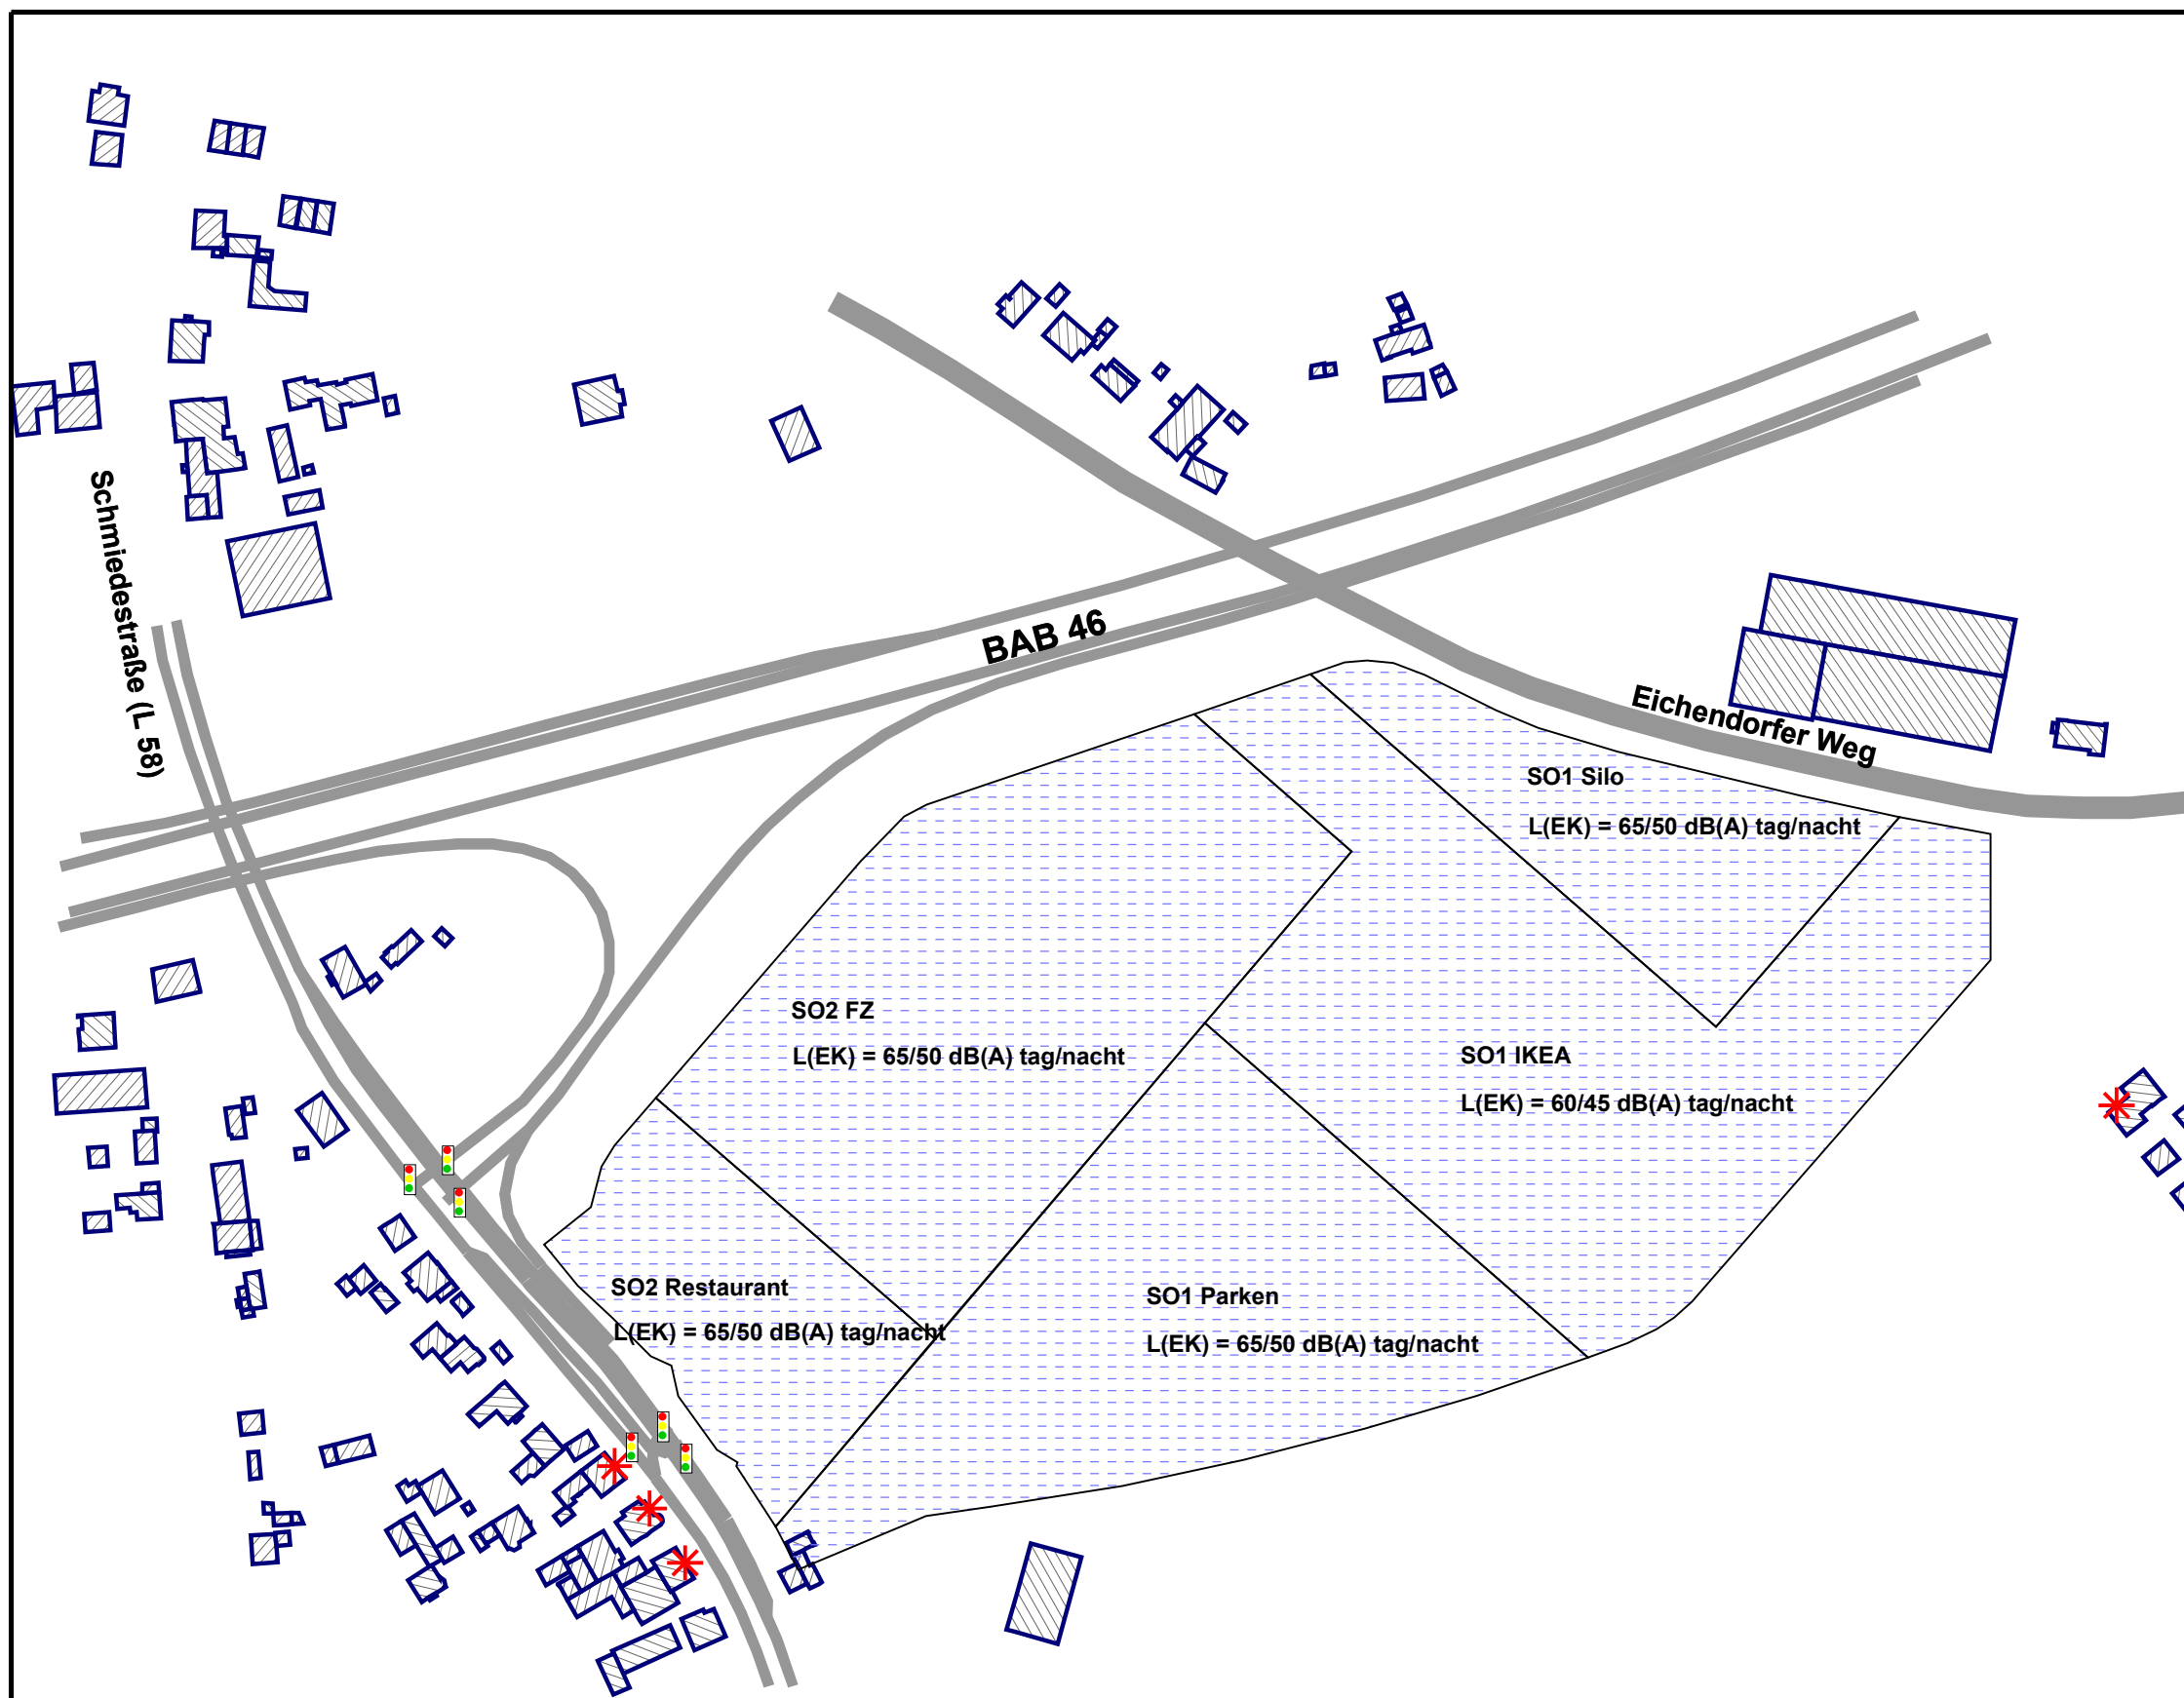 Schmiedestraße (L 58)
BAB 46
Eichendorfer Weg
SO1 Silo
L(EK) = 65/50 dB(A) tag/nacht
SO2 FZ
L(EK) = 65/50 dB(A) tag/nacht
SO1 IKEA
L(EK) = 60/45 dB(A) tag/nacht
SO2 Restaurant
L(EK) = 65/50 dB(A) tag/nacht
SO1 Parken
L(EK) = 65/50 dB(A) tag/nacht